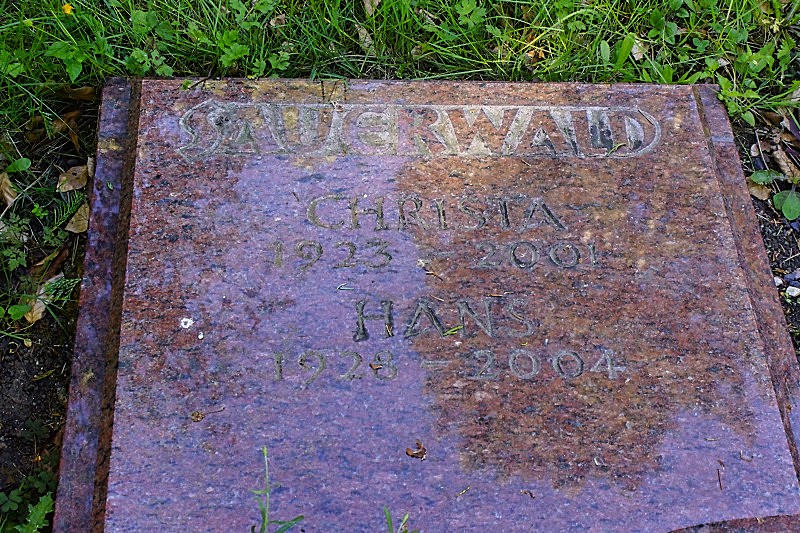 SAUERWALD
CHRISTA
1923 – 2001
HANS
1928 – 2004